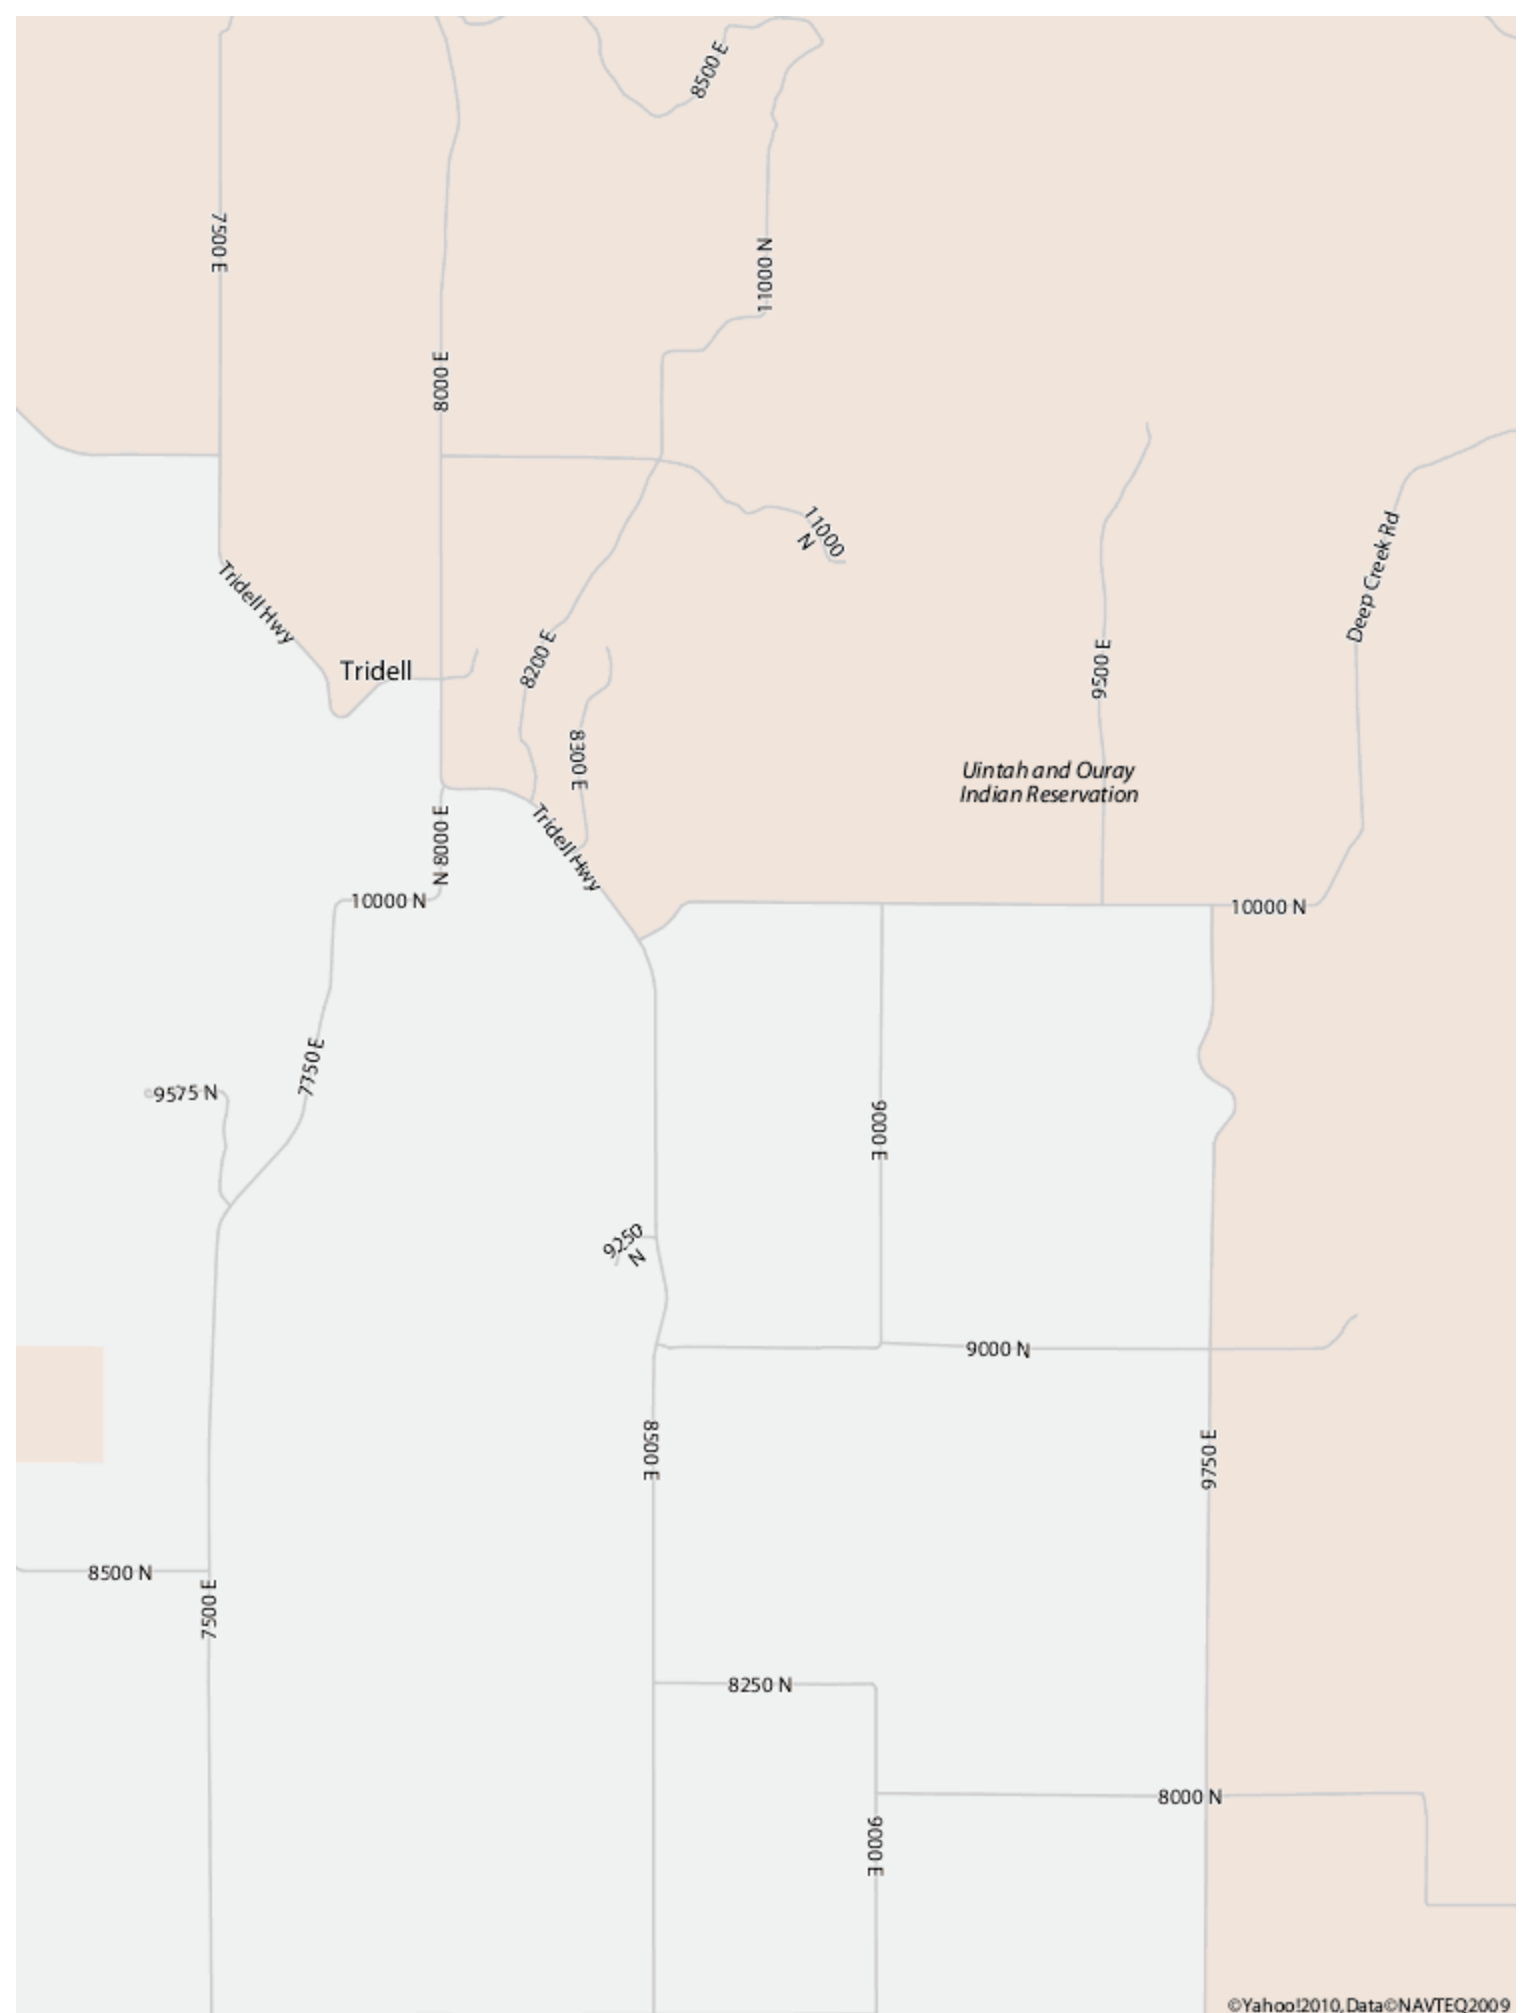 8500 E
7500 E
11000 N
8000 E
11000
N
Deep Creek Rd
Tridell Hwy
Tridell
8200 E
9500 E
8300 E
Uintah and Ouray
Indian Reservation
N 8000 E
Tridell Hwy
10000 N
10000 N
7750 E
9575 N
9000 E
9250
N
9000 N
8500 E
9750 E
8500 N
7500 E
8250 N
8000 N
9000 E
©Yahoo!2010, Data©NAVTEQ2009